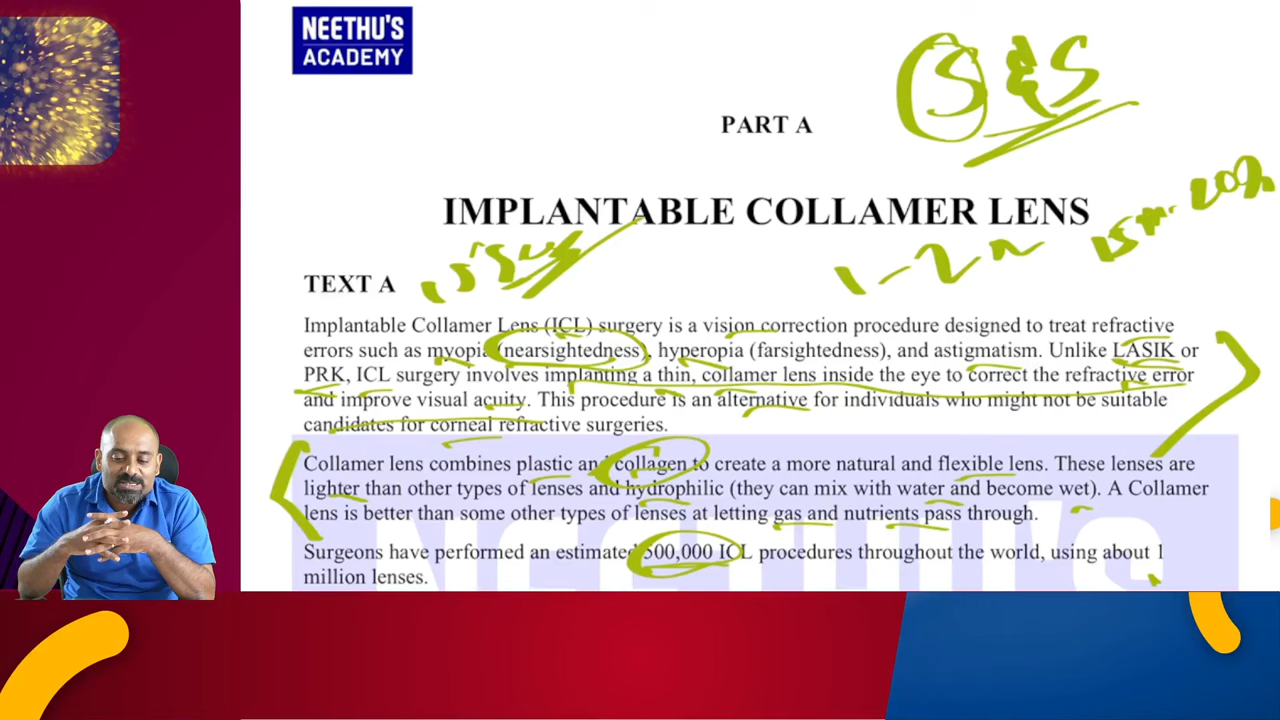 NEETHU'S
ACADEMY
S & S
PART A
IMPLANTABLE COLLAMER LENS
1-2
TEXT A
Implantable Collamer Lens (ICL) surgery is a vision correction procedure designed to treat refractive
errors such as myopia (nearsightedness), hyperopia (farsightedness), and astigmatism. Unlike LASIK or
PRK, ICL surgery involves implanting a thin, collamer lens inside the eye to correct the refractive error
and improve visual acuity. This procedure is an alternative for individuals who might not be suitable
candidates for corneal refractive surgeries.
Collamer lens combines plastic and collagen to create a more natural and flexible lens. These lenses are
lighter than other types of lenses and hydrophilic (they can mix with water and become wet). A Collamer
lens is better than some other types of lenses at letting gas and nutrients pass through.
Surgeons have performed an estimated 500,000 ICL procedures throughout the world, using about 1
million lenses.